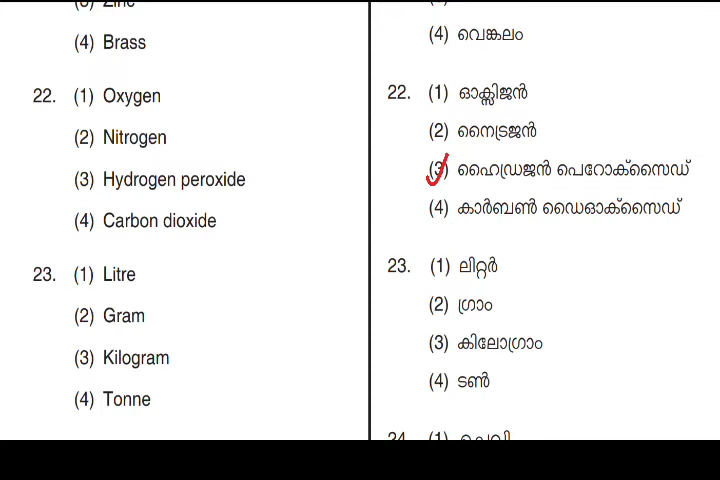 (4) Brass
22. (1) Oxygen
(2) Nitrogen
(3) Hydrogen peroxide
(4) Carbon dioxide
23. (1) Litre
(2) Gram
(3) Kilogram
(4) Tonne
(4) വെങ്കലം
22. (1) ഓക്സിജൻ
(2) നൈട്രജൻ
(3) ഹൈഡ്രജൻ പെറോക്സൈഡ്
(4) കാർബൺ ഡൈഓക്സൈഡ്
23. (1) ലിറ്റർ
(2) ഗ്രാം
(3) കിലോഗ്രാം
(4) ടൺ